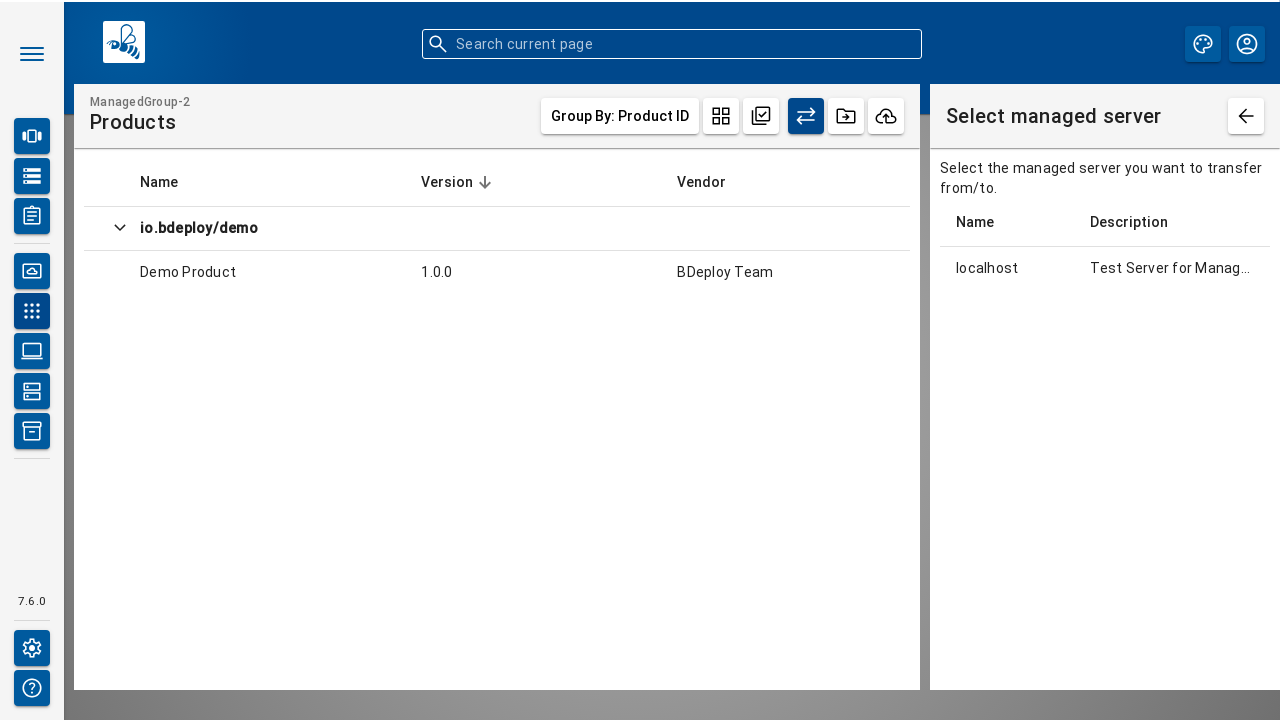 Search current page
ManagedGroup-2
Products
Group By: Product ID
Name Version Vendor
io.bdeploy/demo
Demo Product 1.0.0 BDeploy Team
Select managed server
Select the managed server you want to transfer
from/to.
Name Description
localhost Test Server for Manag...
7.6.0